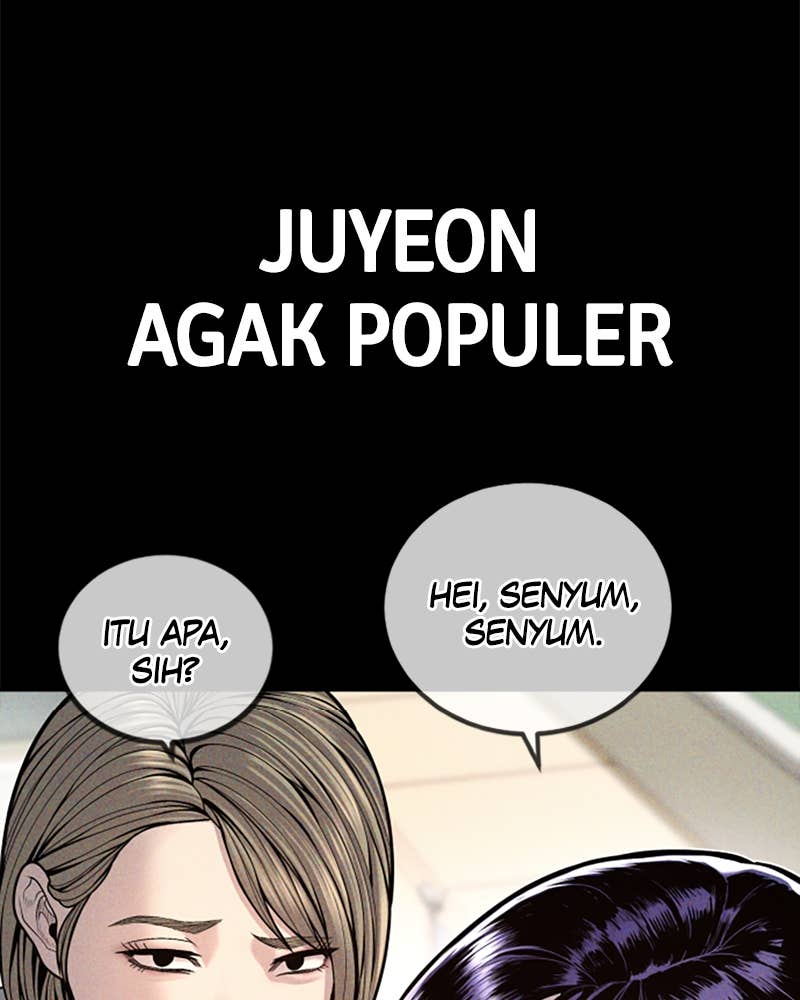 JUYEON
AGAK POPULER
HEI, SENYUM,
SENYUM.
ITU APA,
SIH?